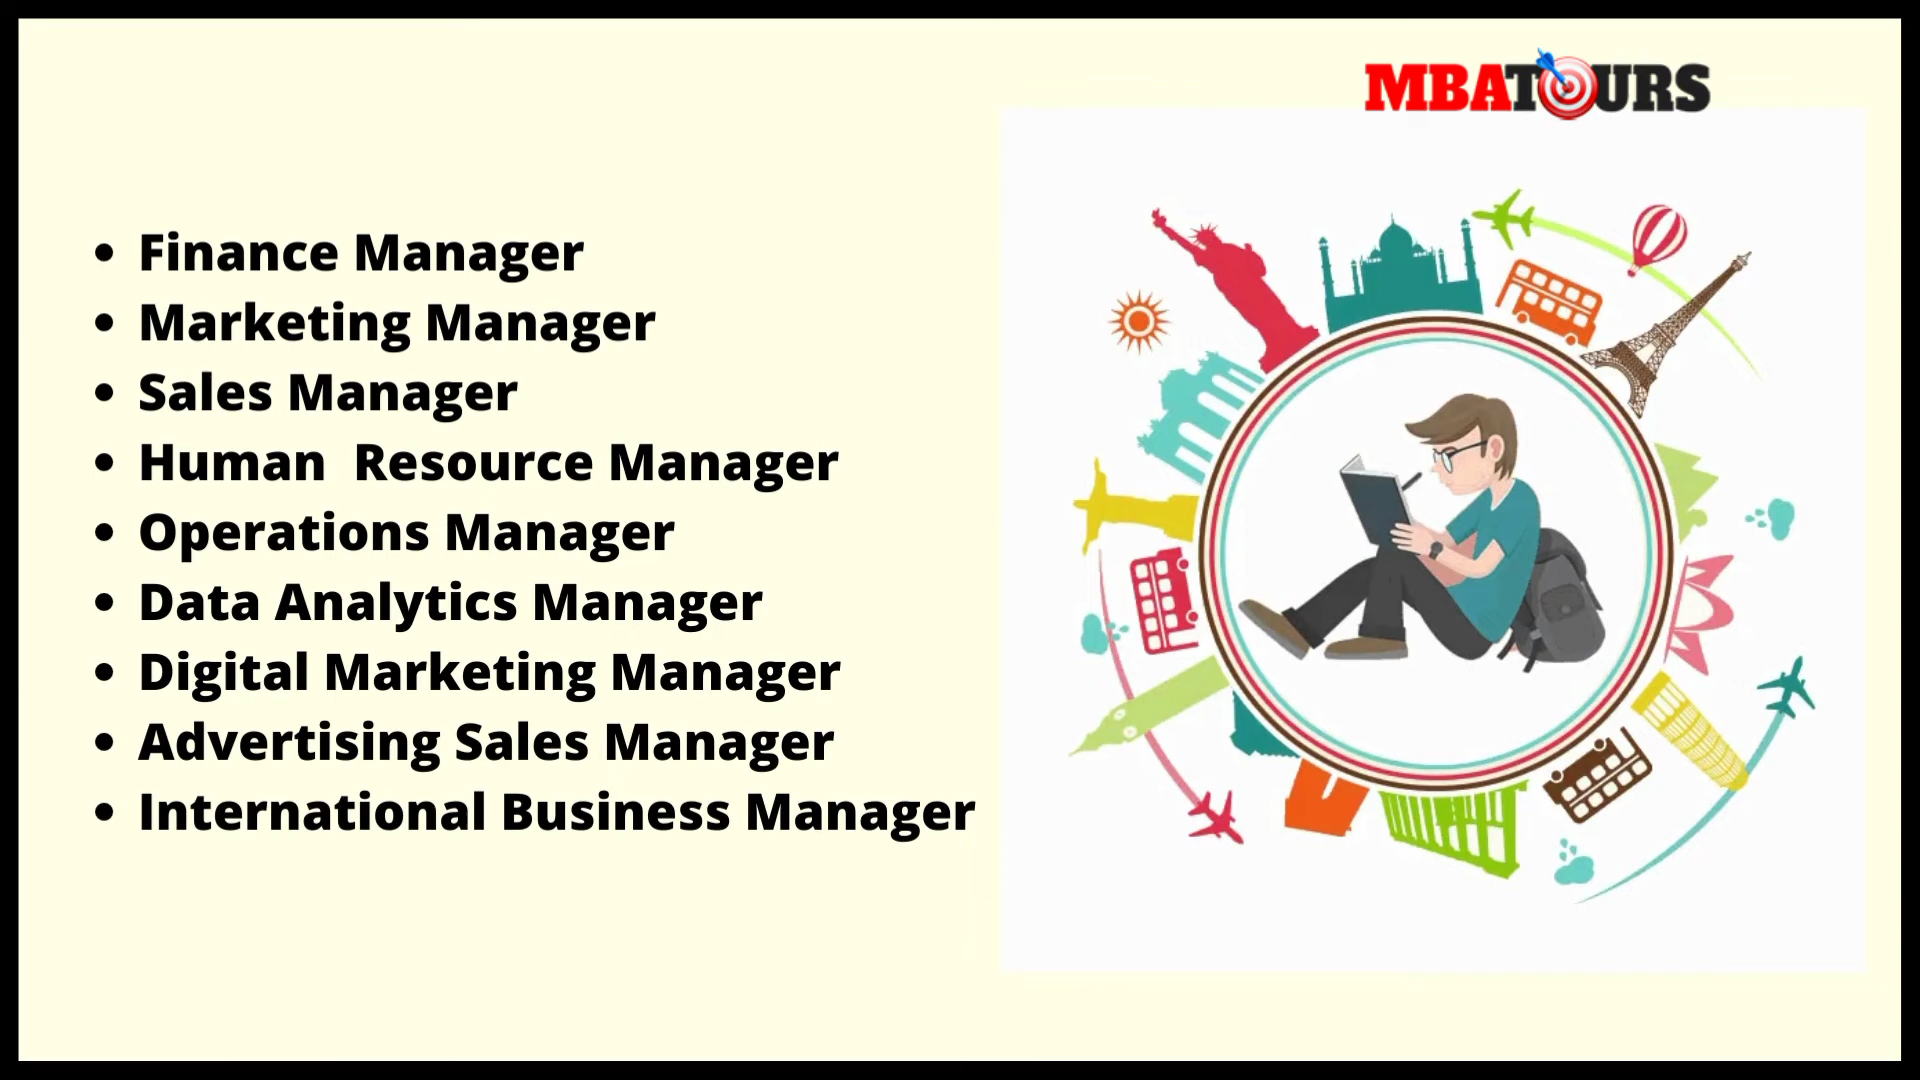 MBATOURS
• Finance Manager
• Marketing Manager
• Sales Manager
• Human  Resource Manager
• Operations Manager
• Data Analytics Manager
• Digital Marketing Manager
• Advertising Sales Manager
• International Business Manager